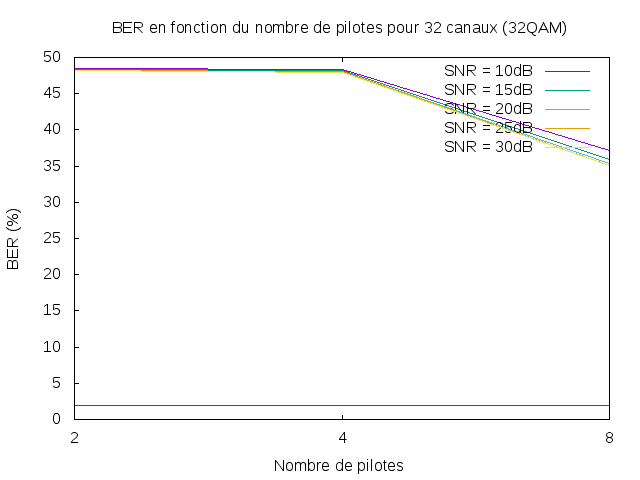 BER en fonction du nombre de pilotes pour 32 canaux (32QAM)
50
45
40
35
30
25
20
15
10
5
0
BER (%)
SNR = 10dB
SNR = 15dB
SNR = 20dB
SNR = 25dB
SNR = 30dB
2
4
8
Nombre de pilotes